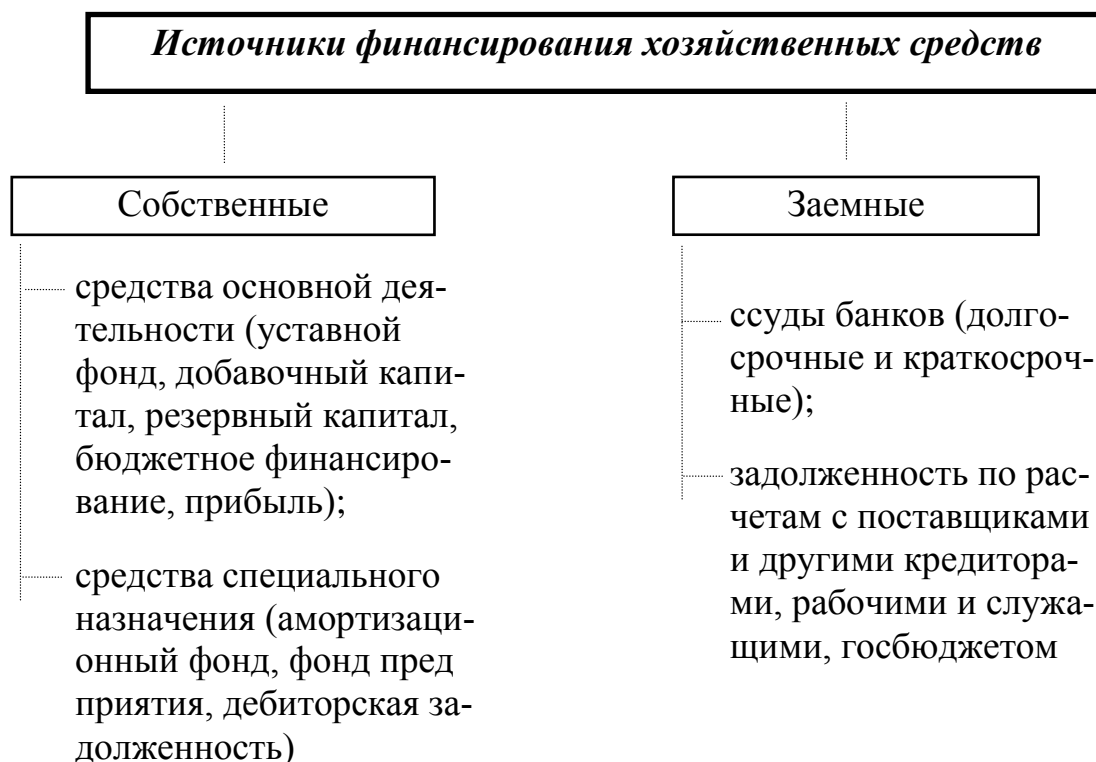 Источники финансирования хозяйственных средств
Собственные
средства основной дея-
тельности (уставной
фонд, добавочный капи-
тал, резервный капитал,
бюджетное финансиро-
вание, прибыль);
средства специального
назначения (амортизаци-
онный фонд, фонд пред
приятия, дебиторская за-
долженность)
Заемные
ссуды банков (долго-
срочные и краткосроч-
ные);
задолженность по рас-
четам с поставщиками
и другими кредитора-
ми, рабочими и служа-
щими, госбюджетом